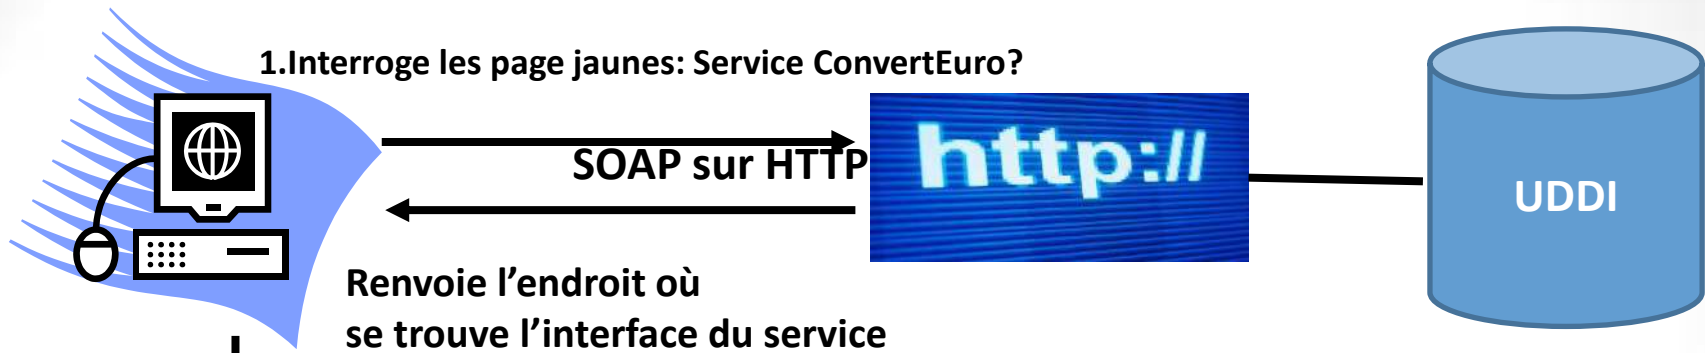 1.Interroge les page jaunes: Service ConvertEuro?
SOAP sur HTTP
http://
UDDI
Renvoie l’endroit où
se trouve l’interface du service